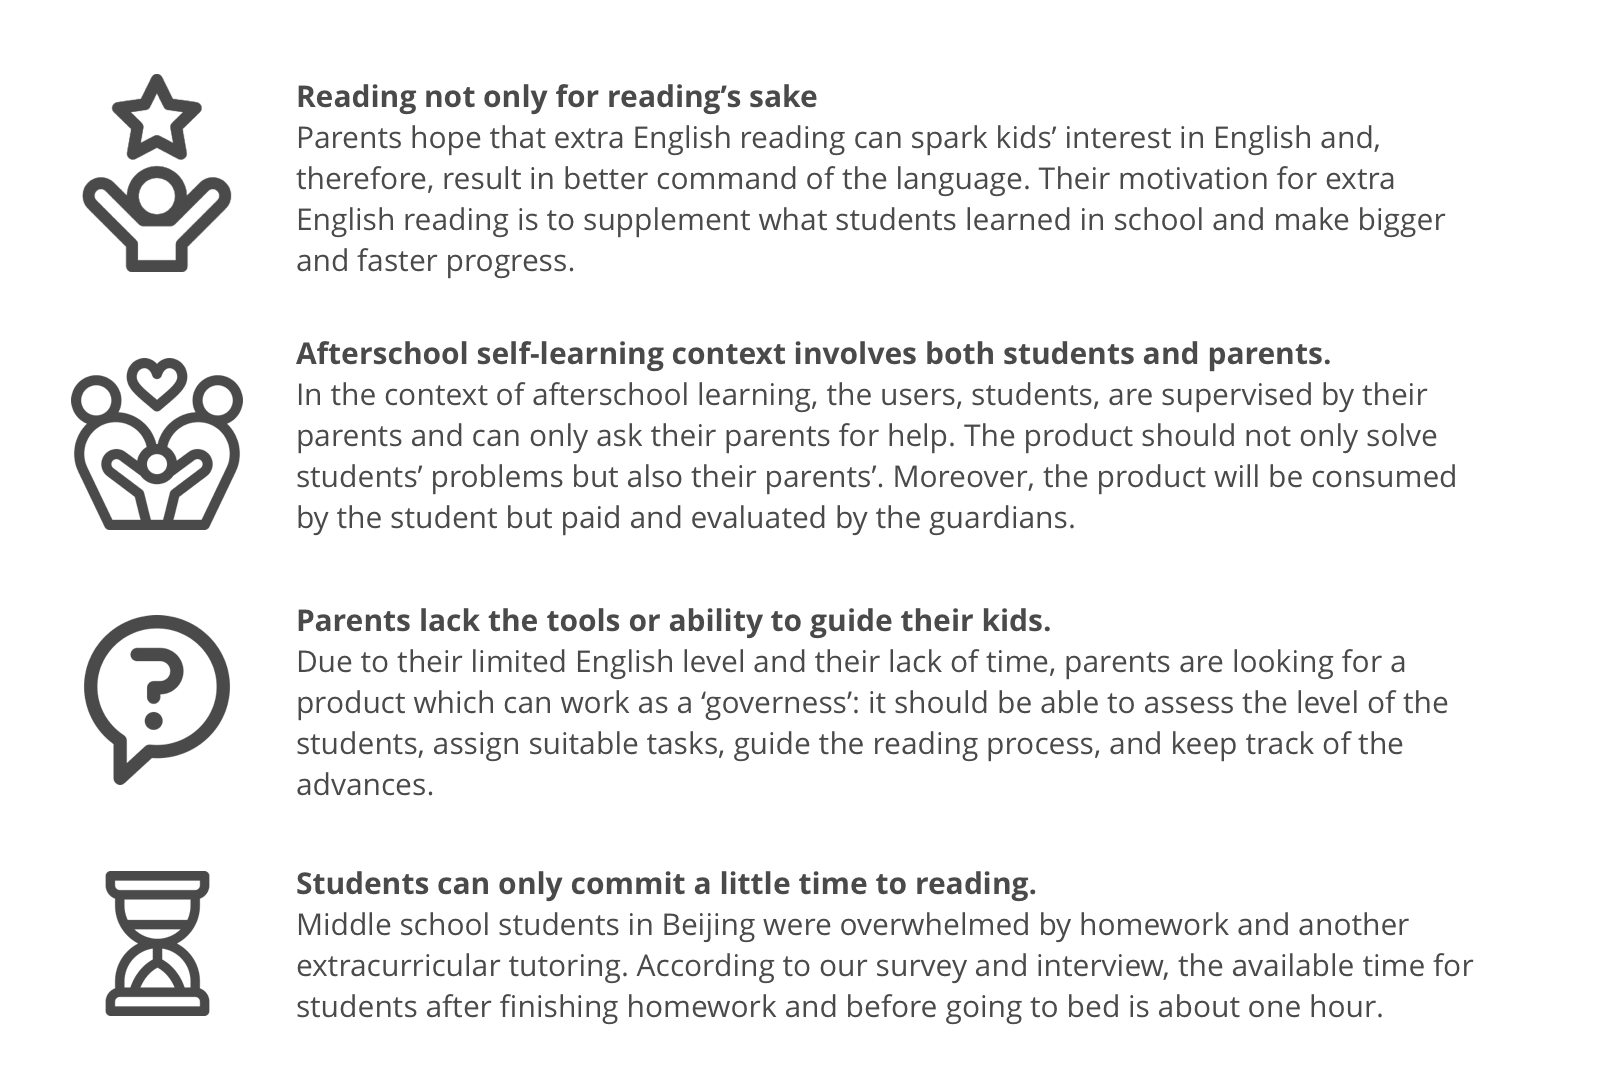 Reading not only for reading’s sake
Parents hope that extra English reading can spark kids’ interest in English and,
therefore, result in better command of the language. Their motivation for extra
English reading is to supplement what students learned in school and make bigger
and faster progress.
Afterschool self-learning context involves both students and parents.
In the context of afterschool learning, the users, students, are supervised by their
parents and can only ask their parents for help. The product should not only solve
students’ problems but also their parents’. Moreover, the product will be consumed
by the student but paid and evaluated by the guardians.
Parents lack the tools or ability to guide their kids.
Due to their limited English level and their lack of time, parents are looking for a
product which can work as a ‘governess’: it should be able to assess the level of the
students, assign suitable tasks, guide the reading process, and keep track of the
advances.
Students can only commit a little time to reading.
Middle school students in Beijing were overwhelmed by homework and another
extracurricular tutoring. According to our survey and interview, the available time for
students after finishing homework and before going to bed is about one hour.